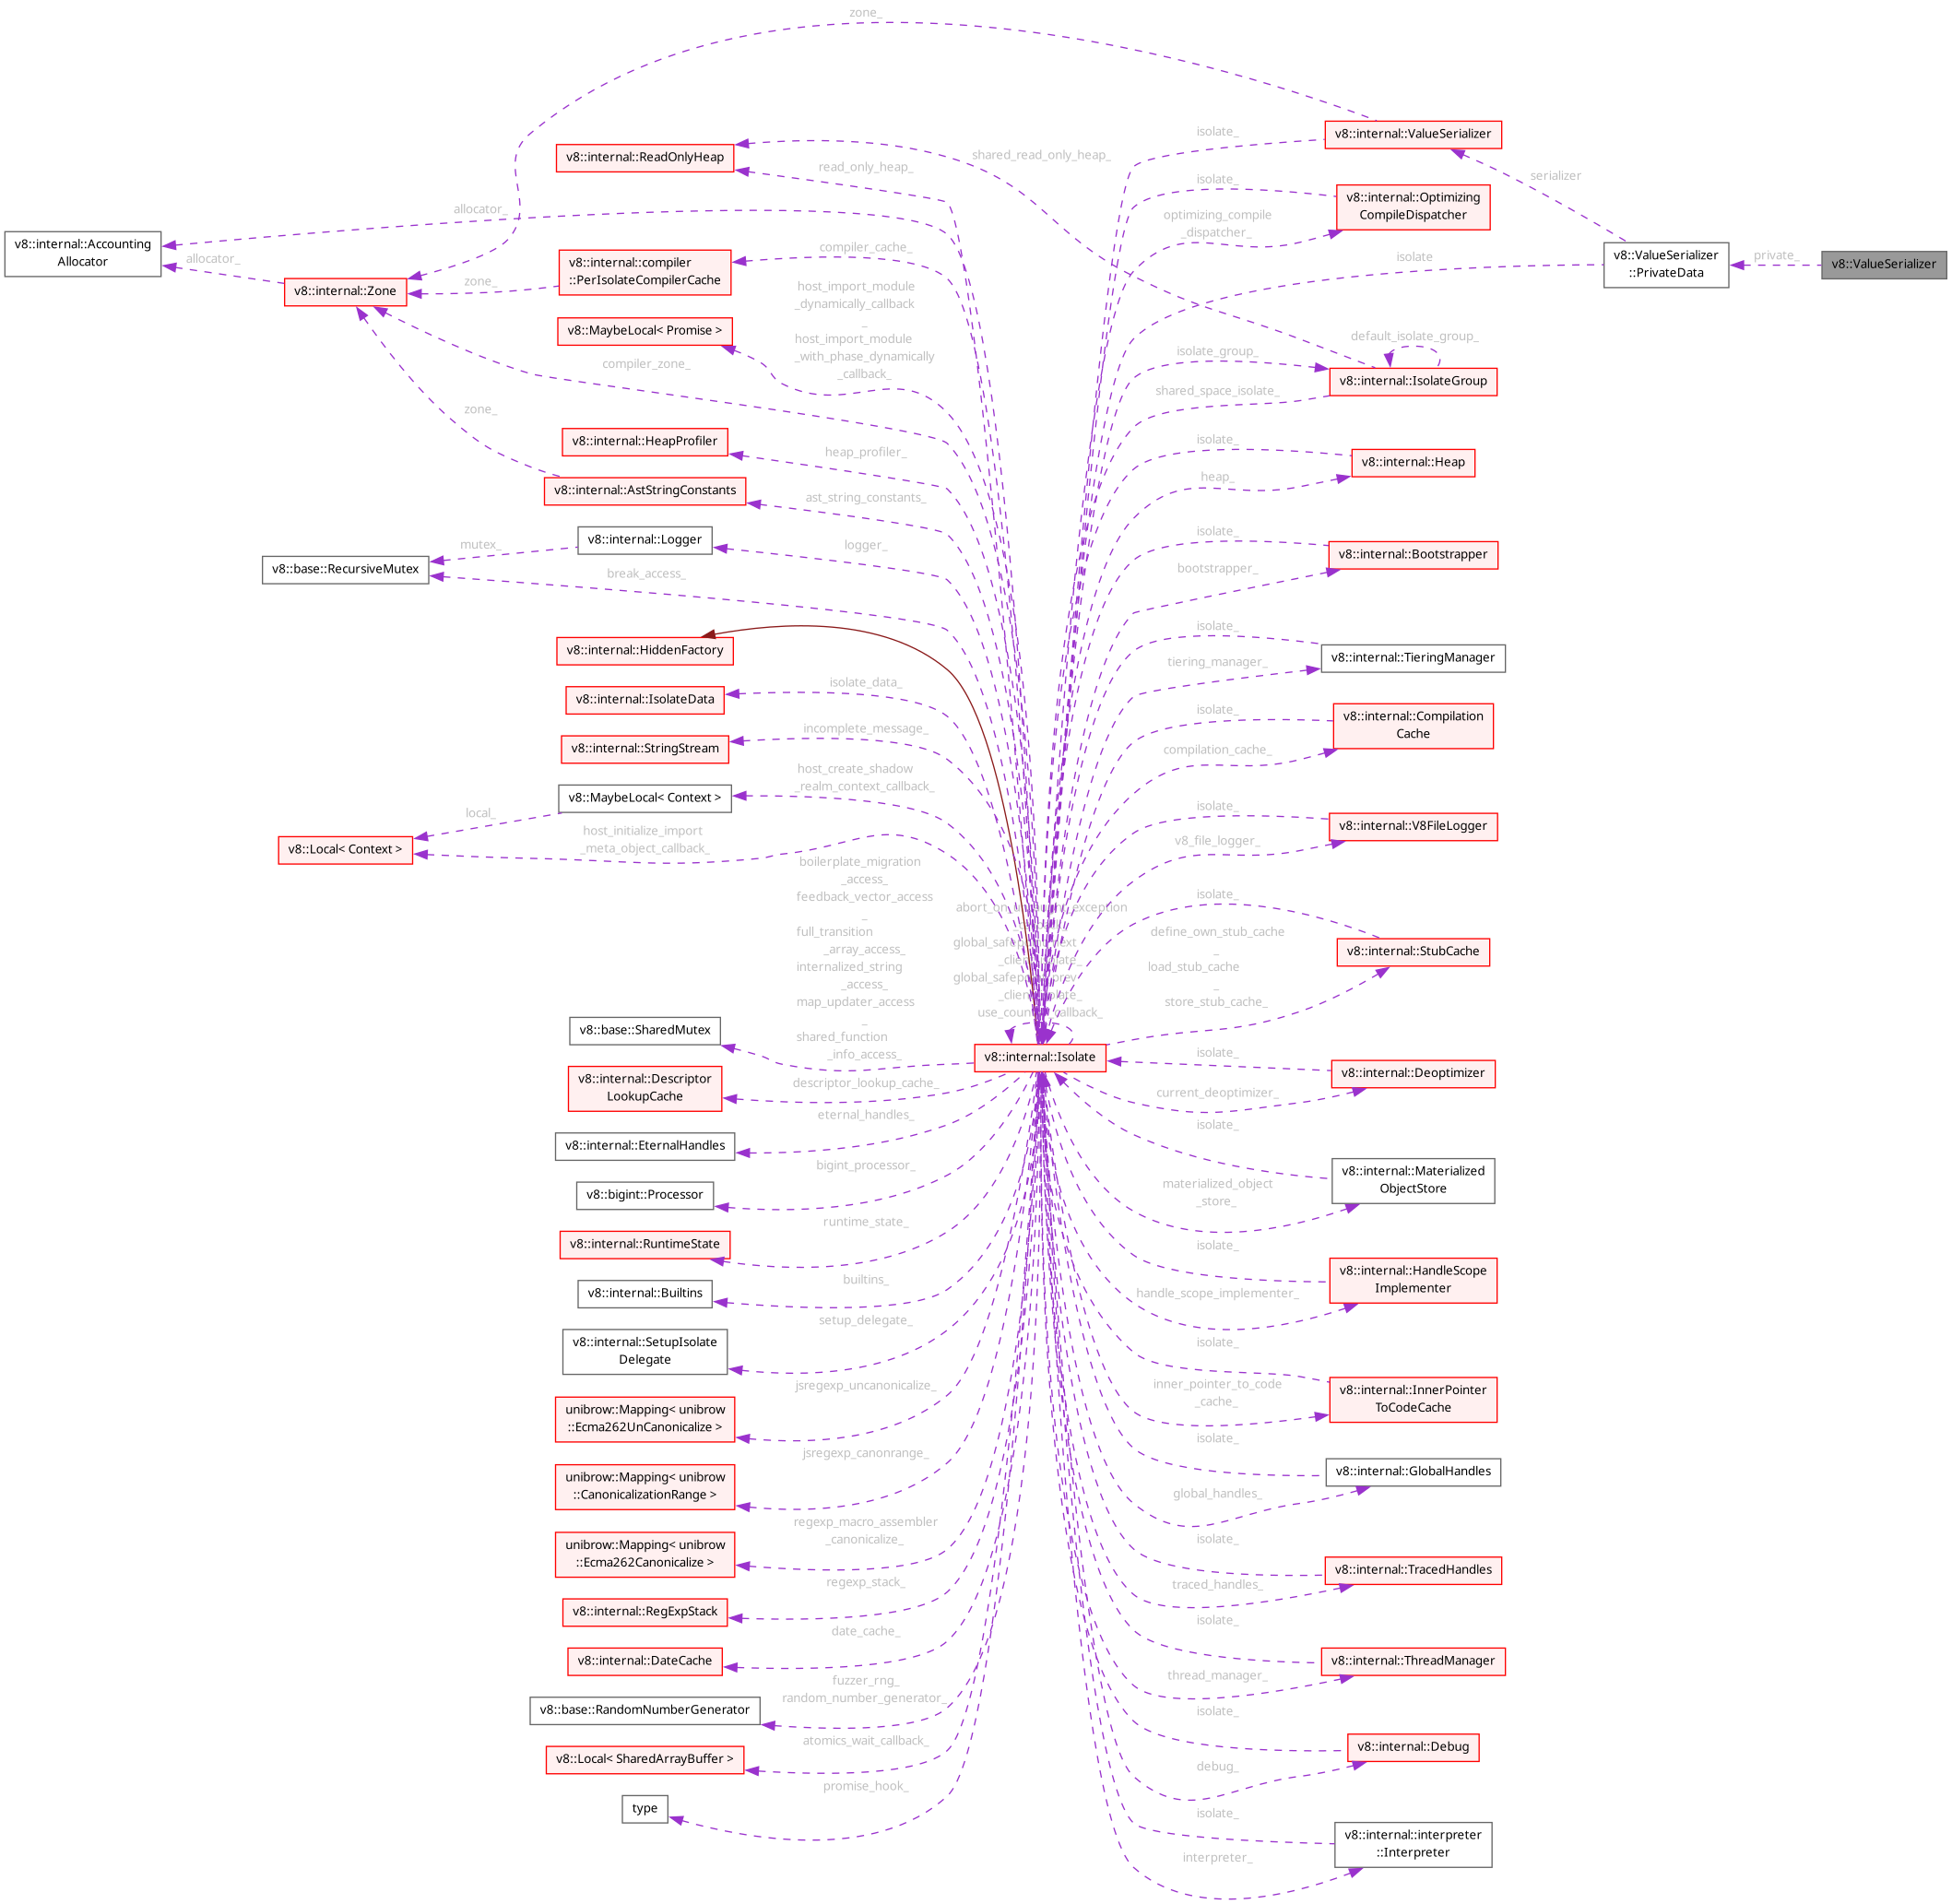 zone_
v8::internal::ValueSerializer
isolate_
v8::internal::ReadOnlyHeap
shared_read_only_heap_
read_only_heap_
serializer
isolate_
v8::internal::Optimizing
CompileDispatcher
allocator_
optimizing_compile
_dispatcher_
v8::internal::Accounting
Allocator
allocator_
compiler_cache_
isolate
v8::ValueSerializer
::PrivateData
private_
v8::ValueSerializer
v8::internal::compiler
::PerIsolateCompilerCache
zone_
v8::internal::Zone
host_import_module
_dynamically_callback
_
host_import_module
_with_phase_dynamically
_callback_
v8::MaybeLocal< Promise >
default_isolate_group_
isolate_group_
v8::internal::IsolateGroup
compiler_zone_
shared_space_isolate_
zone_
v8::internal::HeapProfiler
heap_profiler_
isolate_
v8::internal::Heap
heap_
v8::internal::AstStringConstants
ast_string_constants_
isolate_
v8::internal::Logger
logger_
mutex_
v8::internal::Bootstrapper
bootstrapper_
v8::base::RecursiveMutex
break_access_
isolate_
v8::internal::HiddenFactory
v8::internal::TieringManager
tiering_manager_
isolate_data_
v8::internal::IsolateData
isolate_
v8::internal::Compilation
Cache
incomplete_message_
v8::internal::StringStream
compilation_cache_
host_create_shadow
_realm_context_callback_
v8::MaybeLocal< Context >
isolate_
local_
v8::internal::V8FileLogger
v8_file_logger_
host_initialize_import
_meta_object_callback_
v8::Local< Context >
boilerplate_migration
_access_
feedback_vector_access
_
full_transition
_array_access_
internalized_string
_access_
map_updater_access
_
shared_function
_info_access_
isolate_
define_own_stub_cache
_
load_stub_cache
_
store_stub_cache_
v8::internal::StubCache
v8::base::SharedMutex
v8::internal::Isolate
isolate_
v8::internal::Deoptimizer
v8::internal::Descriptor
LookupCache
descriptor_lookup_cache_
current_deoptimizer_
eternal_handles_
isolate_
v8::internal::EternalHandles
v8::internal::Materialized
ObjectStore
bigint_processor_
v8::bigint::Processor
materialized_object
_store_
runtime_state_
v8::internal::RuntimeState
isolate_
v8::internal::HandleScope
Implementer
builtins_
v8::internal::Builtins
handle_scope_implementer_
setup_delegate_
v8::internal::SetupIsolate
Delegate
isolate_
inner_pointer_to_code
_cache_
v8::internal::InnerPointer
ToCodeCache
jsregexp_uncanonicalize_
unibrow::Mapping< unibrow
::Ecma262UnCanonicalize >
isolate_
jsregexp_canonrange_
v8::internal::GlobalHandles
unibrow::Mapping< unibrow
::CanonicalizationRange >
global_handles_
regexp_macro_assembler
_canonicalize_
isolate_
unibrow::Mapping< unibrow
::Ecma262Canonicalize >
v8::internal::TracedHandles
regexp_stack_
traced_handles_
v8::internal::RegExpStack
isolate_
date_cache_
v8::internal::DateCache
v8::internal::ThreadManager
thread_manager_
fuzzer_rng_
random_number_generator_
v8::base::RandomNumberGenerator
isolate_
atomics_wait_callback_
v8::Local< SharedArrayBuffer >
v8::internal::Debug
debug_
promise_hook_
type
isolate_
v8::internal::interpreter
::Interpreter
interpreter_